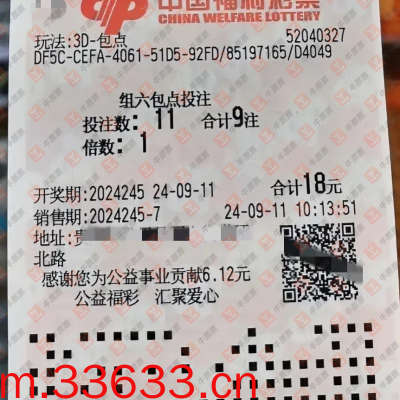 中国福利彩票
CHINA WELFARE LOTTERY
玩法:3D-包点 52040327
DF5C-CEFA-4061-51D5-92FD/85197165/D4049
组六包点投注
投注数: 11 合计9注
倍数: 1
开奖期:2024245 24-09-11 合计18元
销售期:2024245-7 24-09-11 10:13:51
地址:贵
北路
感谢您为公益事业贡献6.12元
公益福彩 汇聚爱心
m.33633.cn